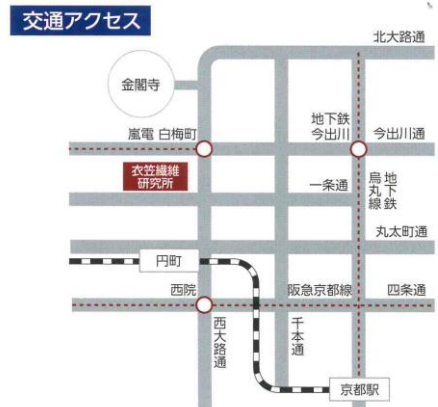 交通アクセス
北大路通
金閣寺
嵐電 白梅町
地下鉄
今出川
今出川通
衣笠繊維
研究所
一条通
地下鉄
烏丸線
丸太町通
円町
西院
阪急京都線
四条通
西大路通
千本通
京都駅